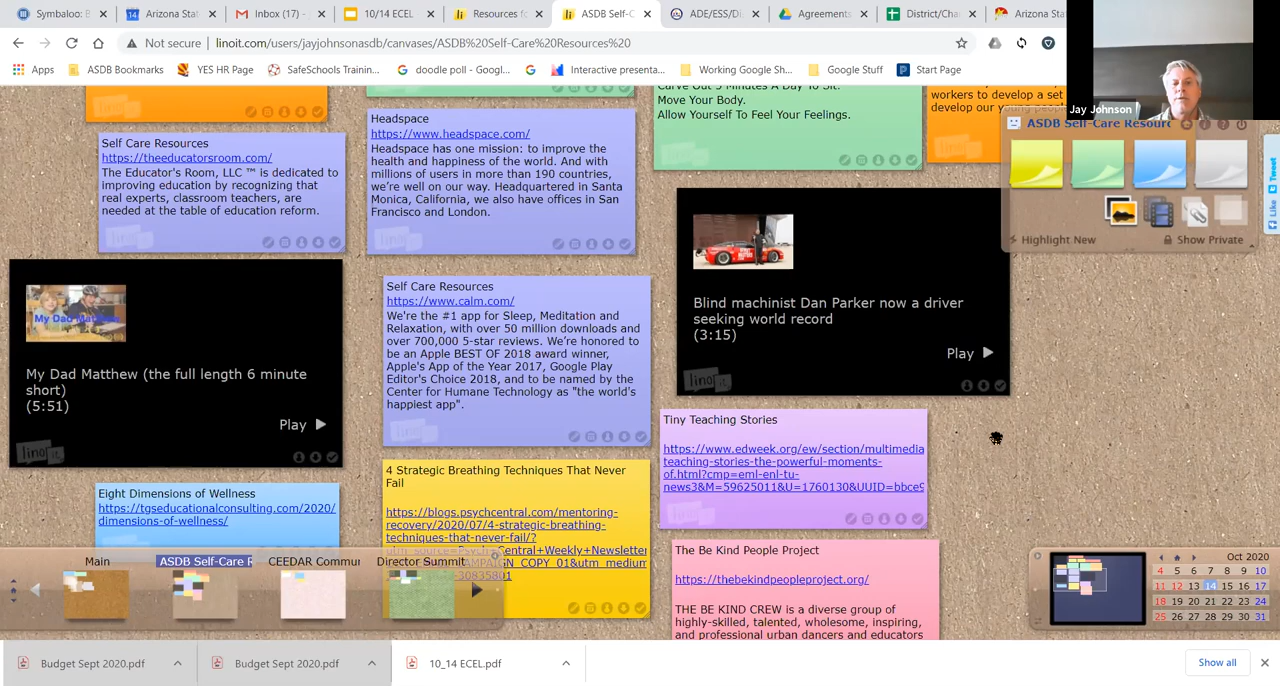 Symbaloo: B
Arizona Stat
Inbox (17) -
10/14 ECEL
Resources fo
ASDB Self-C
ADE/ESS/Di
Agreements
District/Cha
Arizona Sta
Not secure
linoit.com/users/jayjohnsonasdb/canvases/ASDB%20Self-Care%20Resources%20
Apps
ASDB Bookmarks
YES HR Page
SafeSchools Trainin...
doodle poll - Googl...
Interactive presenta...
Working Google Sh...
Google Stuff
Start Page
Jay Johnson
Self Care Resources
https://theeducatorsroom.com/
The Educator's Room, LLC ™ is dedicated to
improving education by recognizing that
real experts, classroom teachers, are
needed at the table of education reform.
My Dad Matthew
My Dad Matthew (the full length 6 minute
short)
(5:51)
Play
Eight Dimensions of Wellness
https://tgseducationalconsulting.com/2020/
dimensions-of-wellness/
Headspace
https://www.headspace.com/
Headspace has one mission: to improve the
health and happiness of the world. And with
millions of users in more than 190 countries,
we're well on our way. Headquartered in Santa
Monica, California, we also have offices in San
Francisco and London.
Self Care Resources
https://www.calm.com/
We're the #1 app for Sleep, Meditation and
Relaxation, with over 50 million downloads and
over 700,000 5-star reviews. We're honored to
be an Apple BEST OF 2018 award winner,
Apple's App of the Year 2017, Google Play
Editor's Choice 2018, and to be named by the
Center for Humane Technology as "the world's
happiest app".
4 Strategic Breathing Techniques That Never
Fail
https://blogs.psychcentral.com/mentoring-
recovery/2020/07/4-strategic-breathing-
techniques-that-never-fail/?
utm_source=Psych+Central+Weekly+Newsletter
CAMPAIGN_COPY_01&utm_medium
30835801
Carve Out 5 Minutes A Day To Sit.
Move Your Body.
Allow Yourself To Feel Your Feelings.
workers to develop a set
develop our young people
Blind machinist Dan Parker now a driver
seeking world record
(3:15)
Play
linoit
Tiny Teaching Stories
https://www.edweek.org/ew/section/multimedia
teaching-stories-the-powerful-moments-
of.html?cmp=eml-enl-tu-
news3&M=59625011&U=1760130&UUID=bbce9
The Be Kind People Project
https://thebekindpeopleproject.org/
THE BE KIND CREW is a diverse group of
highly-skilled, talented, wholesome, inspiring,
and professional urban dancers and educators
ASDB Self-Care Resourc
Highlight New
Show Private
Tweet
Like
Main
ASDB Self-Care R
CEEDAR Commur
Director Summit
Oct 2020
4 5 6 7 8 9 10
11 12 13 14 15 16 17
18 19 20 21 22 23 24
25 26 27 28 29 30 31
Budget Sept 2020.pdf
Budget Sept 2020.pdf
10_14 ECEL.pdf
Show all